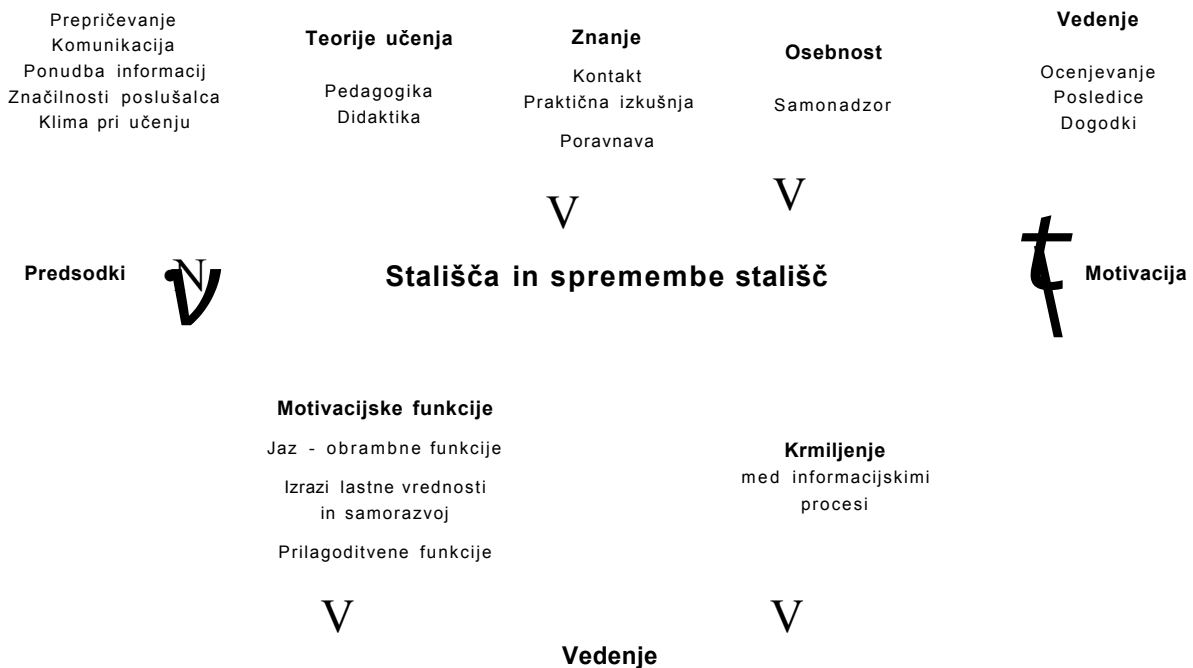 Prepričevanje
Komunikacija
Ponudba informacij
Značilnosti poslušalca
Klima pri učenju
Teorije učenja
Pedagogika
Didaktika
Znanje
Kontakt
Praktična izkušnja
Poravnava
Osebnost
Samonadzor
Vedenje
Ocenjevanje
Posledice
Dogodki
V
V
Predsodki
Stališča in spremembe stališč
Motivacija
Motivacijske funkcije
Jaz - obrambne funkcije
Izrazi lastne vrednosti
in samorazvoj
Prilagoditvene funkcije
Krmiljenje
med informacijskimi
procesi
V
V
Vedenje